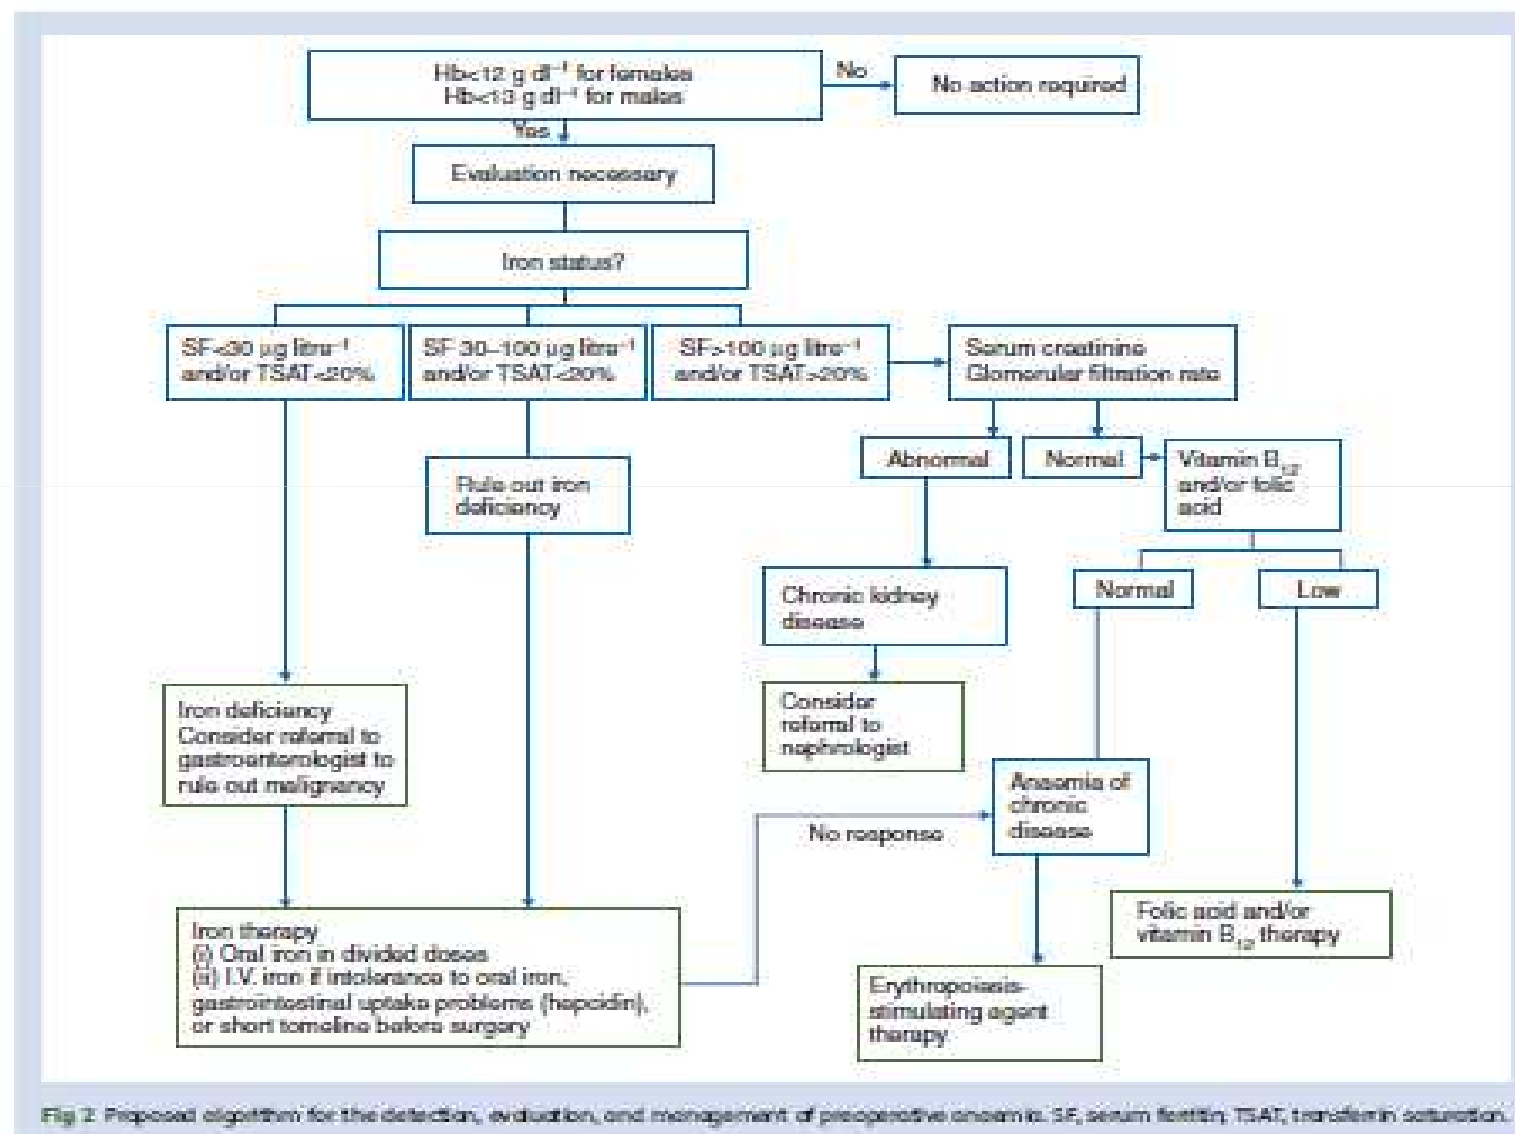 Hb<12 g dl⁻¹ for females
Hb<13 g dl⁻¹ for males
No
No action required
Yes
Evaluation necessary
Iron status?
SF<30 µg litre⁻¹
and/or TSAT<20%
SF 30–100 µg litre⁻¹
and/or TSAT<20%
SF>100 µg litre⁻¹
and/or TSAT>20%
Serum creatinine
Glomerular filtration rate
Abnormal
Normal
Vitamin B₁₂
and/or folic
acid
Rule out iron
deficiency
Normal
Low
Chronic kidney
disease
Consider
referral to
nephrologist
Iron deficiency
Consider referral to
gastroenterologist to
rule out malignancy
Anaemia of
chronic
disease
No response
Folic acid and/or
vitamin B₁₂ therapy
Iron therapy
(i) Oral iron in divided doses
(ii) I.V. iron if intolerance to oral iron,
gastrointestinal uptake problems (hepcidin),
or short tomeline before surgery
Erythropoiesis-
stimulating agent
therapy
Fig 2 Proposed algorithm for the detection, evaluation, and management of preoperative anaemia. SF, serum ferritin; TSAT, transferrin saturation.